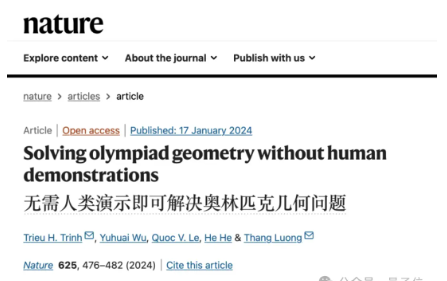 nature
Explore content About the journal Publish with us
nature > articles > article
Article | Open access | Published: 17 January 2024
Solving olympiad geometry without human
demonstrations
无需人类演示即可解决奥林匹克几何问题
Trieu H. Trinh, Yuhuai Wu, Quoc V. Le, He He & Thang Luong
Nature 625, 476–482 (2024) | Cite this article